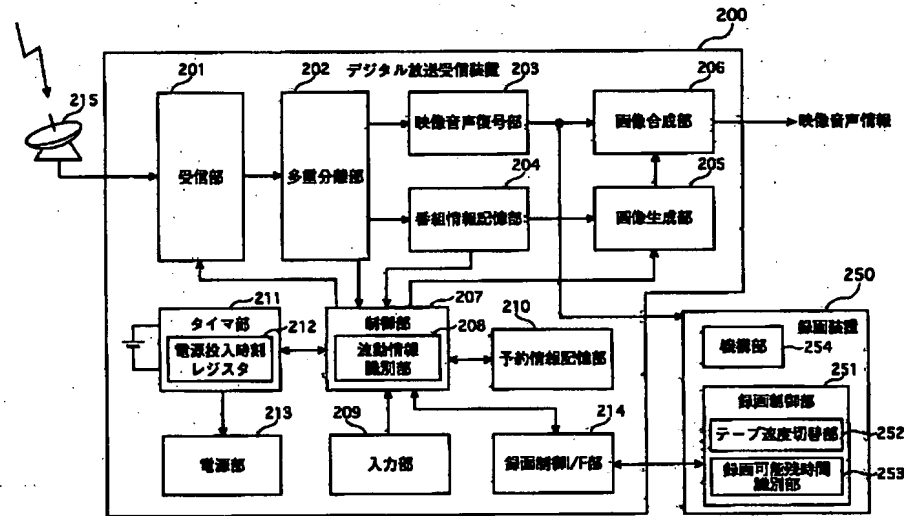 200
201
202
デジタル放送受信装置
203
206
215
受信部
多重分離部
映像音声復号部
画像合成部
映像音声情報
204
205
番組情報記憶部
画像生成部
211
207
250
タイマ部
制御部
210
録画装置
212
208
電源投入時刻
レジスタ
波動情報
識別部
予約情報記憶部
機構部
254
251
213
209
214
録画制御部
電源部
入力部
録画制御I/F部
テープ速度切替部
252
録画可能残時間
識別部
253